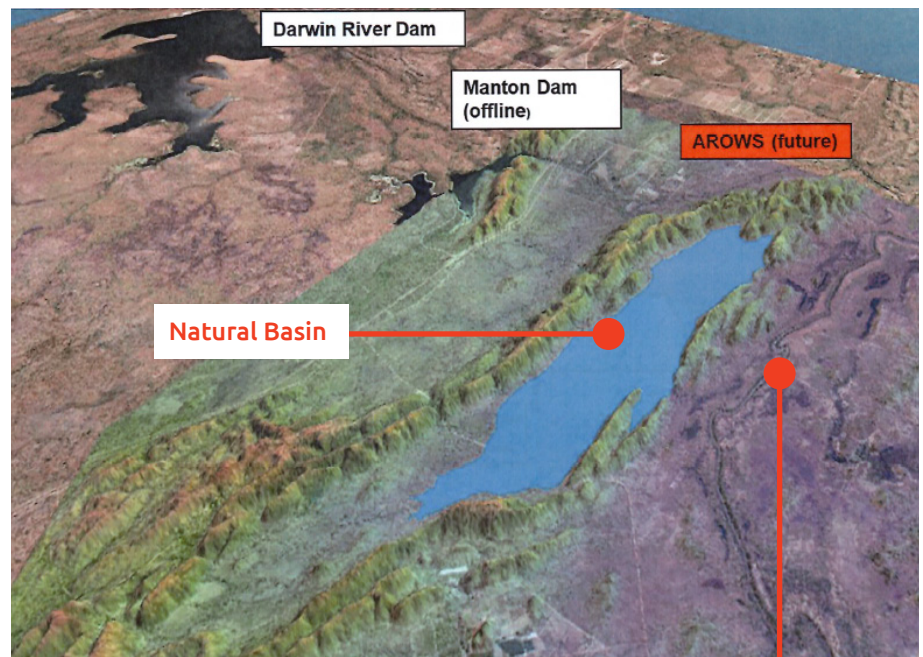 Darwin River Dam
Manton Dam
(offline)
AROWS (future)
Natural Basin